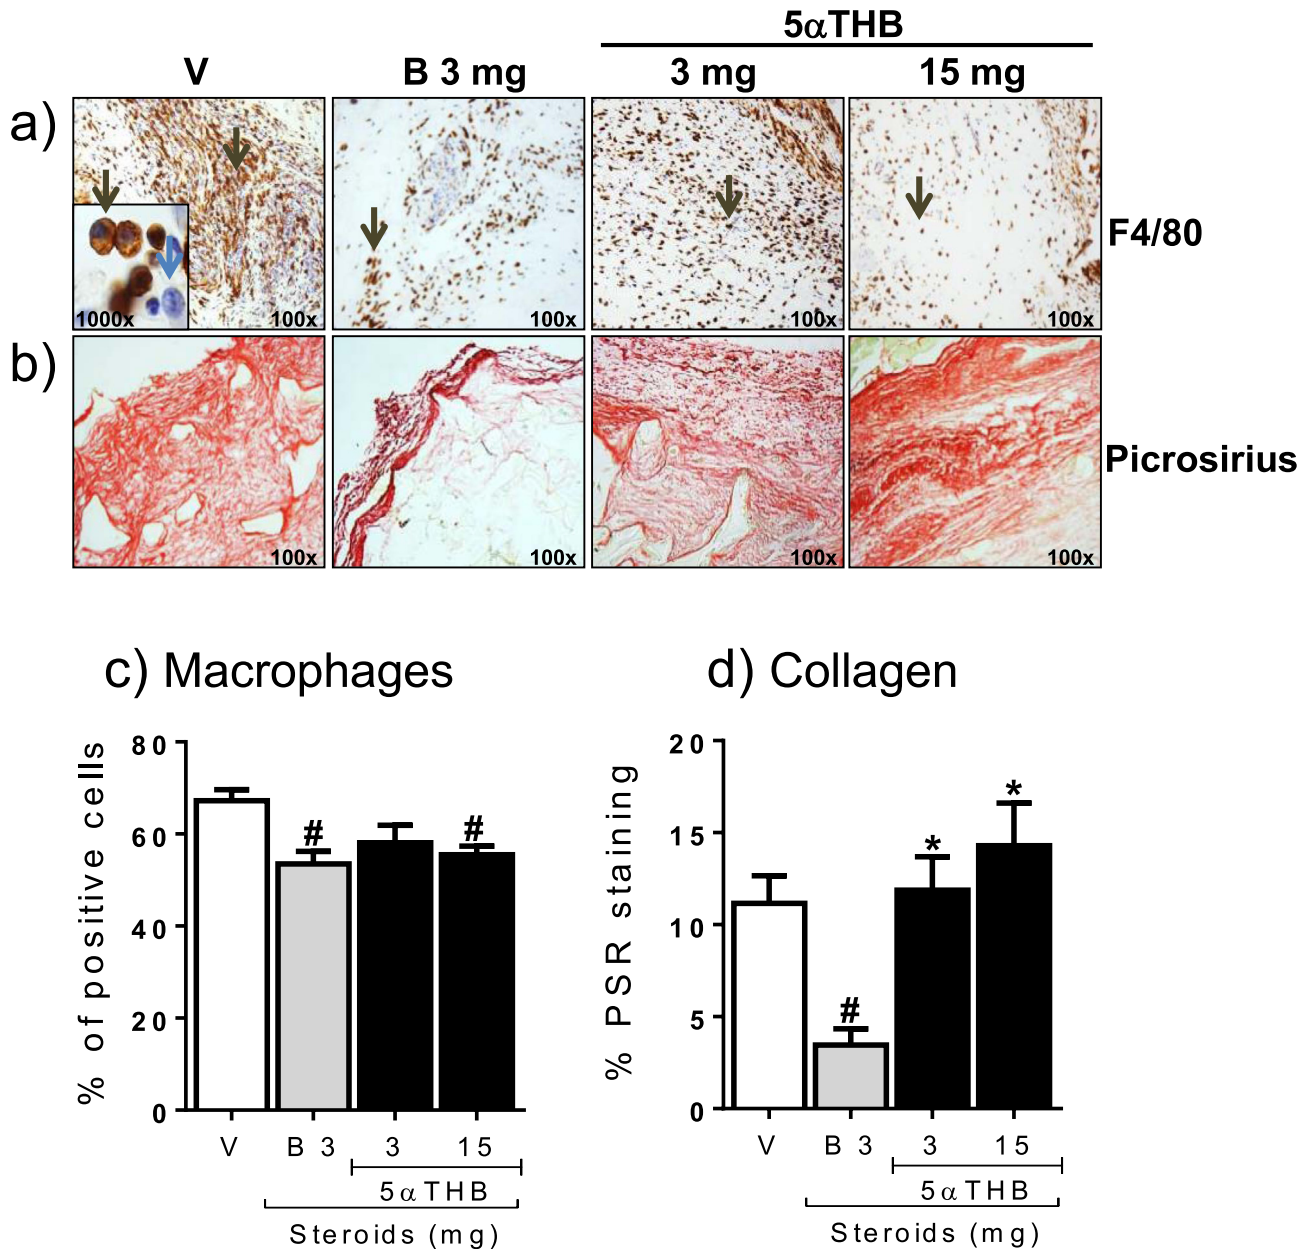 5αTHB
V B 3 mg 3 mg 15 mg
a)
F4/80
1000x 100x 100x 100x 100x
b)
Picrosirius
100x 100x 100x 100x
c) Macrophages
% of positive cells
80
60
40
20
0
# #
V B 3 3 15
5αTHB
Steroids (mg)
d) Collagen
% PSR staining
20
15
10
5
0
# * *
V B 3 3 15
5αTHB
Steroids (mg)